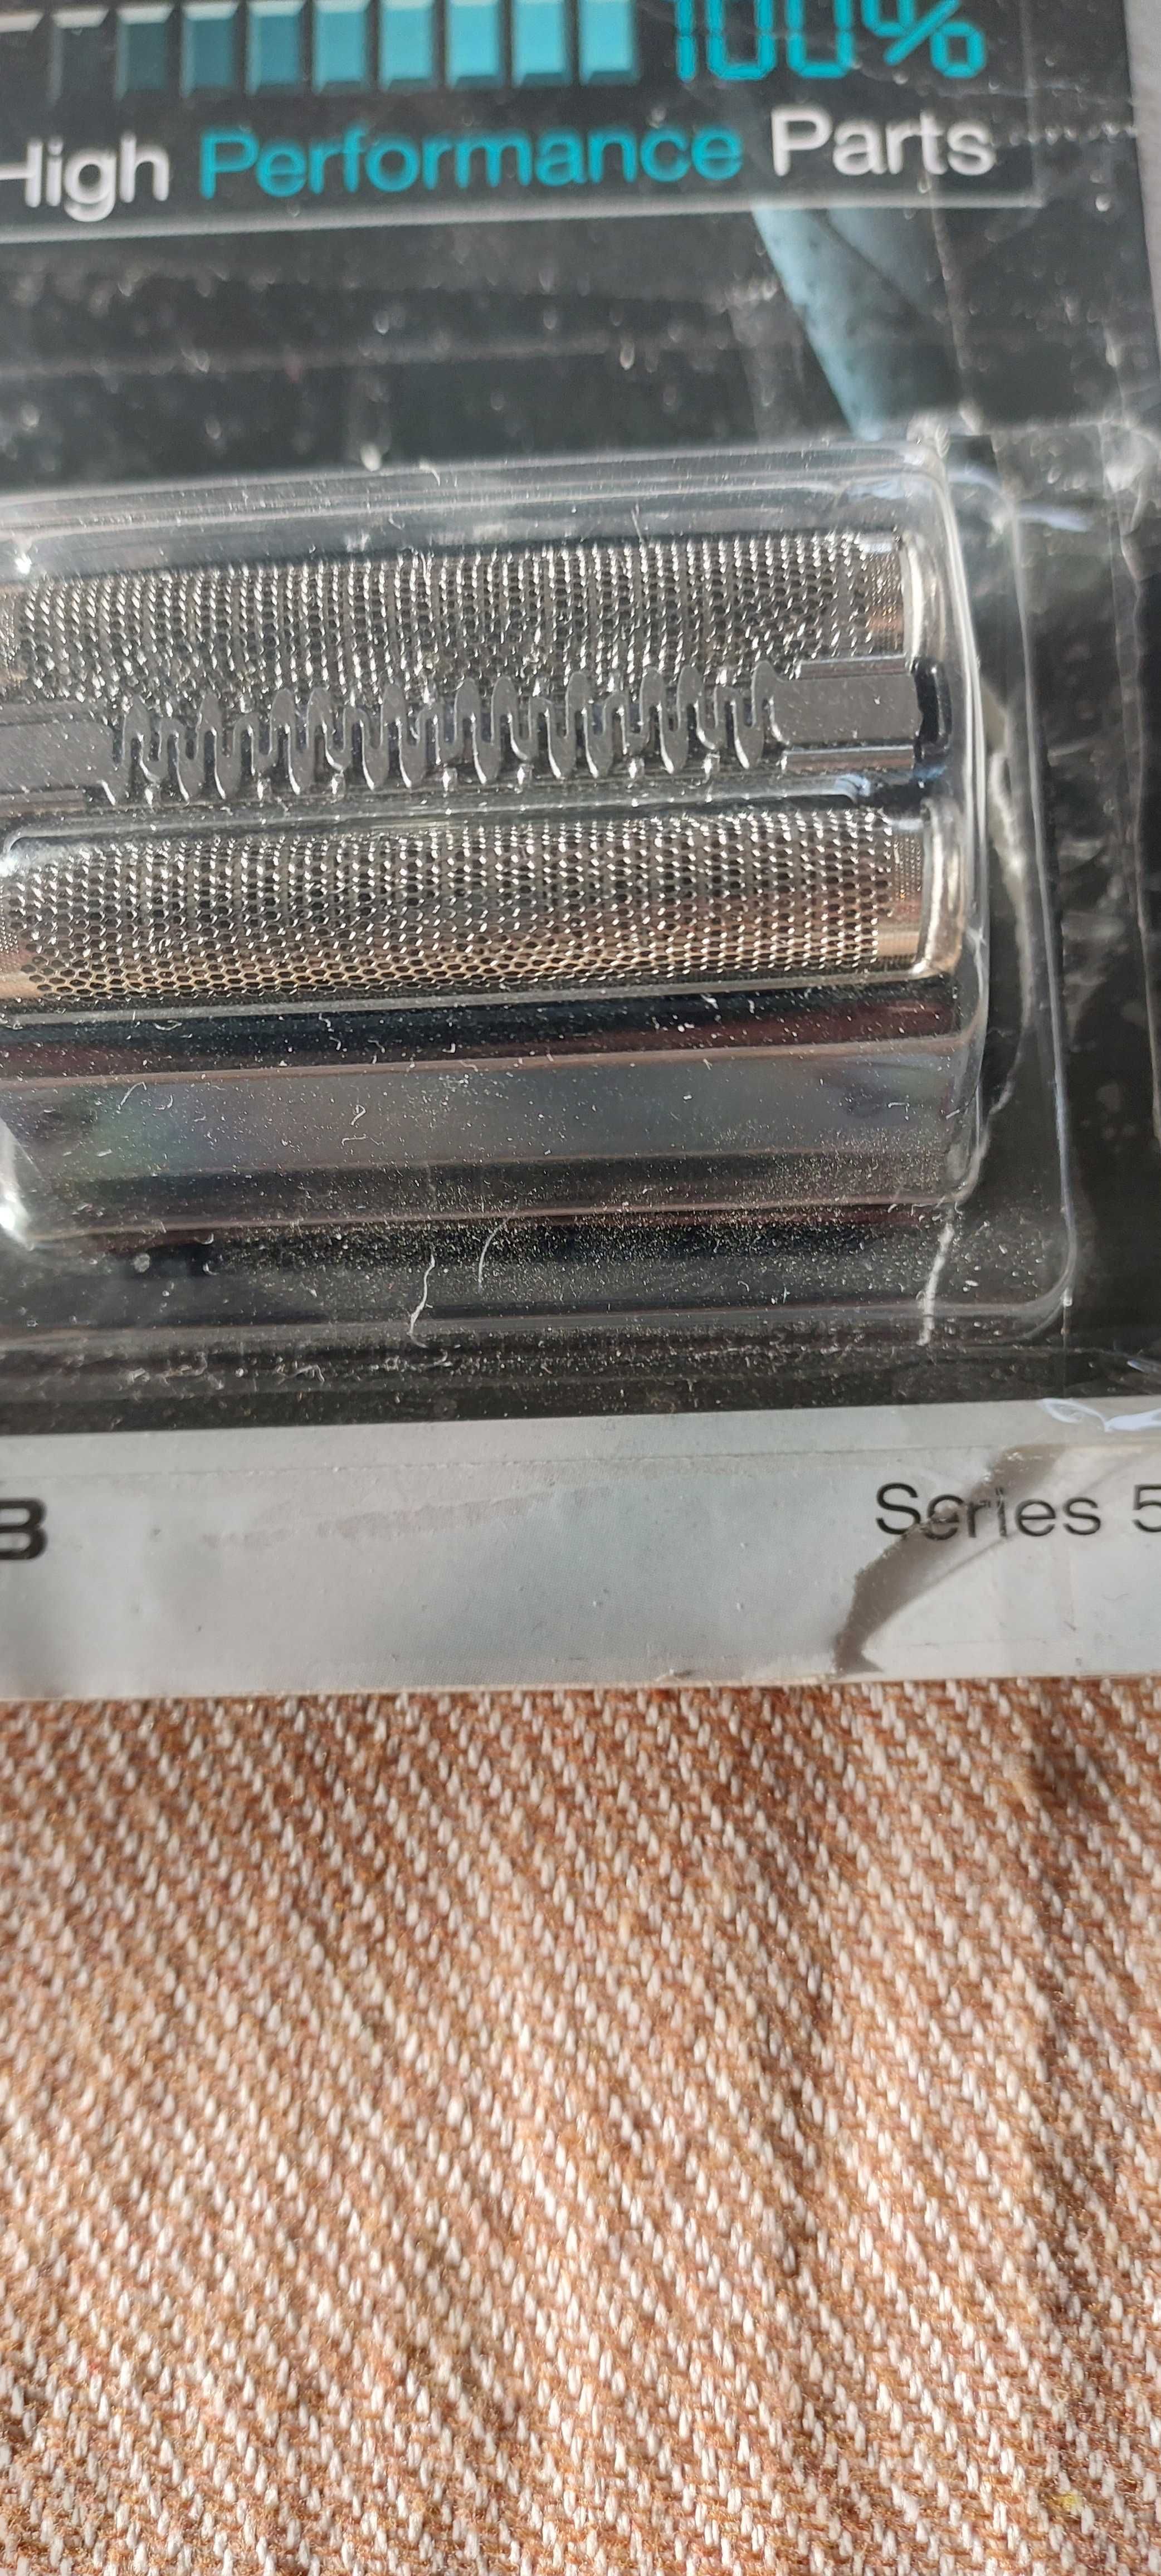 100%
High Performance Parts
B
Series 5